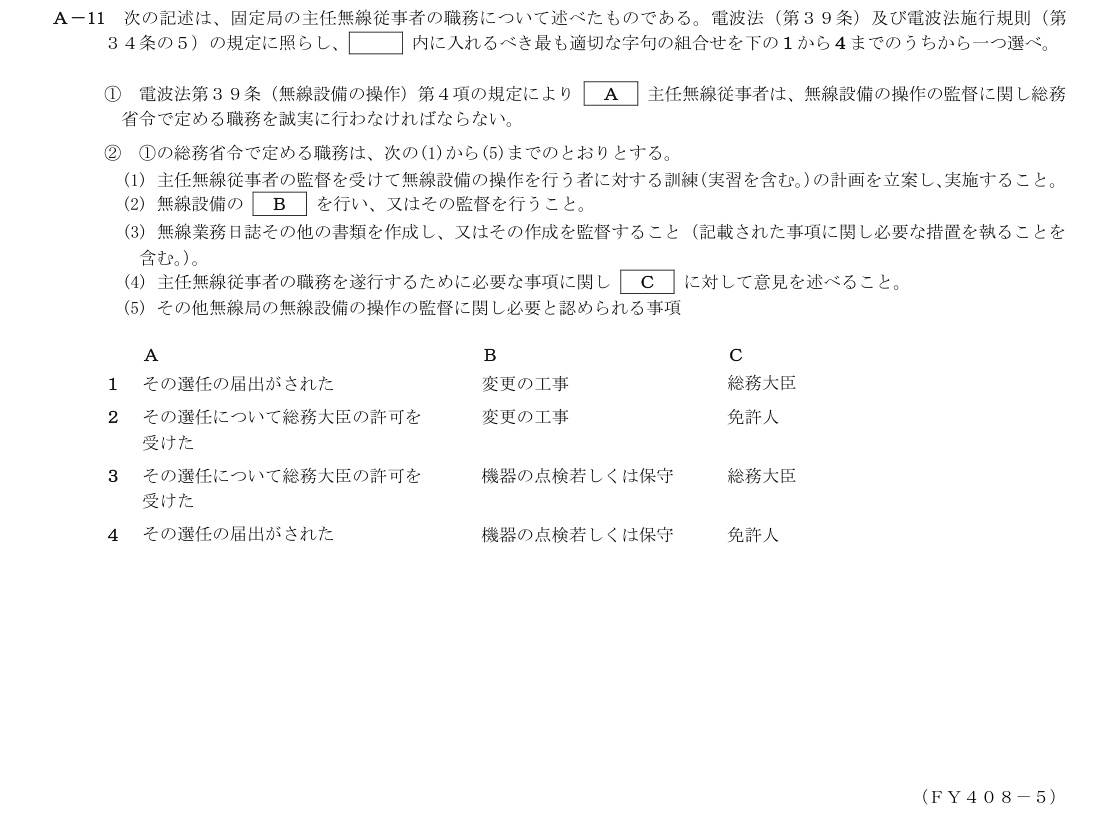 A－11　次の記述は、固定局の主任無線従事者の職務について述べたものである。電波法（第３９条）及び電波法施行規則（第
３４条の５）の規定に照らし、　　　内に入れるべき最も適切な字句の組合せを下の1から4までのうちから一つ選べ。
①　電波法第３９条（無線設備の操作）第４項の規定により　A　主任無線従事者は、無線設備の操作の監督に関し総務
省令で定める職務を誠実に行わなければならない。
②　①の総務省令で定める職務は、次の(1)から(5)までのとおりとする。
(1)　主任無線従事者の監督を受けて無線設備の操作を行う者に対する訓練(実習を含む。)の計画を立案し、実施すること。
(2)　無線設備の　B　を行い、又はその監督を行うこと。
(3)　無線業務日誌その他の書類を作成し、又はその作成を監督すること（記載された事項に関し必要な措置を執ることを
含む。）。
(4)　主任無線従事者の職務を遂行するために必要な事項に関し　C　に対して意見を述べること。
(5)　その他無線局の無線設備の操作の監督に関し必要と認められる事項
A　B　C
1　その選任の届出がされた　変更の工事　総務大臣
2　その選任について総務大臣の許可を　変更の工事　免許人
受けた
3　その選任について総務大臣の許可を　機器の点検若しくは保守　総務大臣
受けた
4　その選任の届出がされた　機器の点検若しくは保守　免許人
（ＦＹ４０８－５）